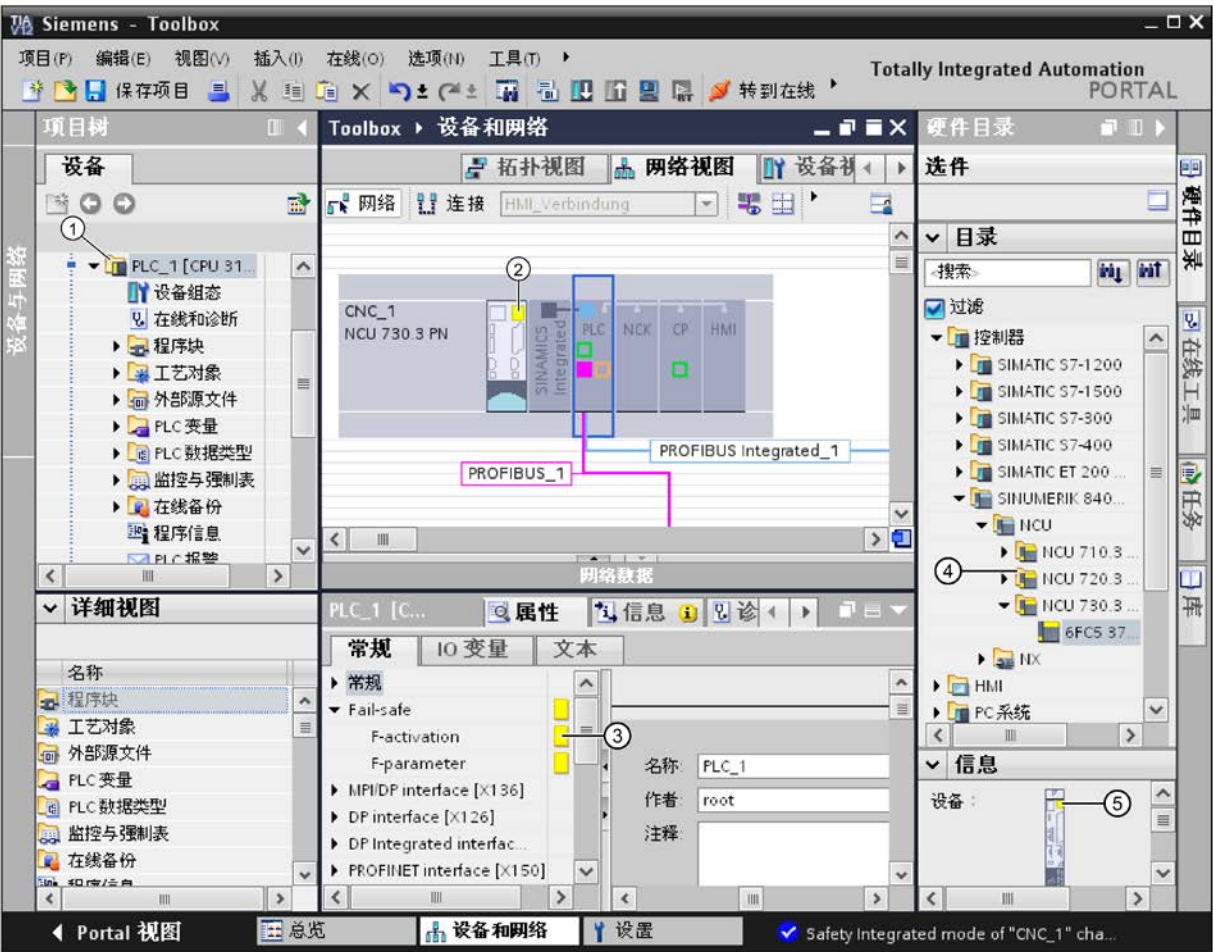 Siemens - Toolbox
项目(P) 编辑(E) 视图(V) 插入(I) 在线(O) 选项(N) 工具(T)
Totally Integrated Automation
PORTAL
保存项目
转到在线
项目树
设备
①
PLC_1 [CPU 31...
设备组态
在线和诊断
程序块
工艺对象
外部源文件
PLC 变量
PLC 数据类型
监控与强制表
在线备份
程序信息
PLC 报警
设备与网络
详细视图
名称
程序块
工艺对象
外部源文件
PLC 变量
PLC 数据类型
监控与强制表
在线备份
程序信息
Toolbox 设备和网络
拓扑视图 网络视图 设备视
网络 连接 HMI_Verbindung
②
CNC_1
NCU 730.3 PN
SINAMICS
Integrated
PLC NCK CP HMI
PROFIBUS Integrated_1
PROFIBUS_1
网络数据
PLC_1 [C...
属性 信息 诊
常规 IO 变量 文本
常规
Fail-safe
F-activation
③
F-parameter
MPI/DP interface [X136]
DP interface [X126]
DP Integrated interfac...
PROFINET interface [X150]
名称: PLC_1
作者: root
注释:
硬件目录
选件
目录
<搜索>
过滤
控制器
SIMATIC S7-1200
SIMATIC S7-1500
SIMATIC S7-300
SIMATIC S7-400
SIMATIC ET 200 ...
SINUMERIK 840...
NCU
NCU 710.3 ...
④
NCU 720.3 ...
NCU 730.3 ...
6FC5 37...
NX
HMI
PC 系统
信息
设备:
⑤
硬件目录
在线工具
任务
库
Portal 视图
总览
设备和网络
设置
Safety Integrated mode of "CNC_1" cha...